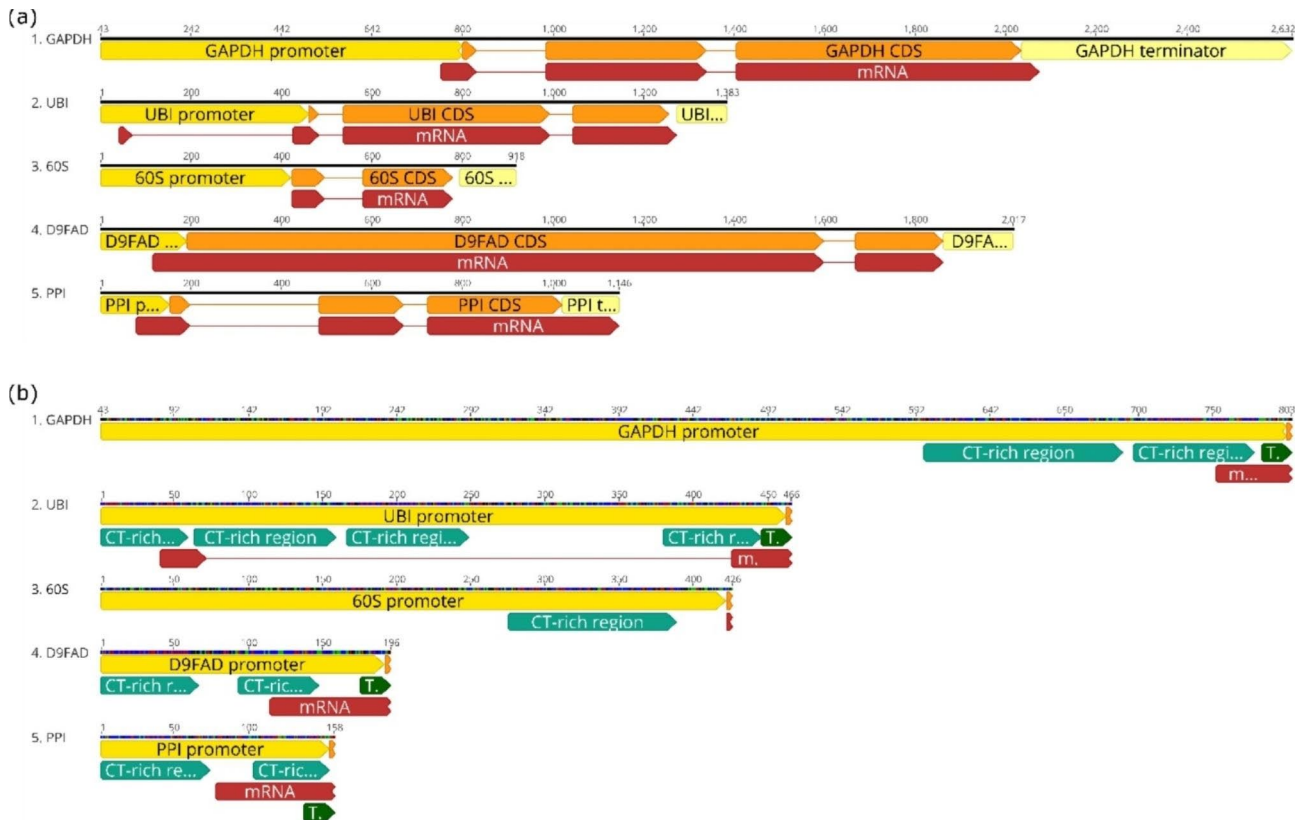 (a)
43 242 442 642 800 1,000 1,200 1,400 1,600 1,800 2,000 2,200 2,400 2,632
1. GAPDH
GAPDH promoter GAPDH CDS GAPDH terminator
mRNA
1 200 400 642 800 1,000 1,200 1,383
2. UBI
UBI promoter UBI CDS UBI...
mRNA
1 200 400 600 800 918
3. 60S
60S promoter 60S CDS 60S ...
mRNA
1 200 400 600 800 1,000 1,200 1,400 1,600 1,800 2,017
4. D9FAD
D9FAD ... D9FAD CDS D9FA...
mRNA
1 200 442 600 800 1,000 1,146
5. PPI
PPI p... PPI CDS PPI t...
mRNA
(b)
43 92 142 192 242 292 342 397 447 497 542 592 642 650 700 750 803
1. GAPDH
GAPDH promoter
CT-rich region CT-rich regi... T.
m...
1 50 100 150 200 250 300 350 400 450 466
2. UBI
UBI promoter
CT-rich... CT-rich region CT-rich regi... CT-rich r... T.
m.
1 50 100 150 200 250 300 350 400 426
3. 60S
60S promoter
CT-rich region
1 50 100 150 196
4. D9FAD
D9FAD promoter
CT-rich r... CT-ric... T.
mRNA
1 50 100 158
5. PPI
PPI promoter
CT-rich re... CT-ric...
mRNA
T.